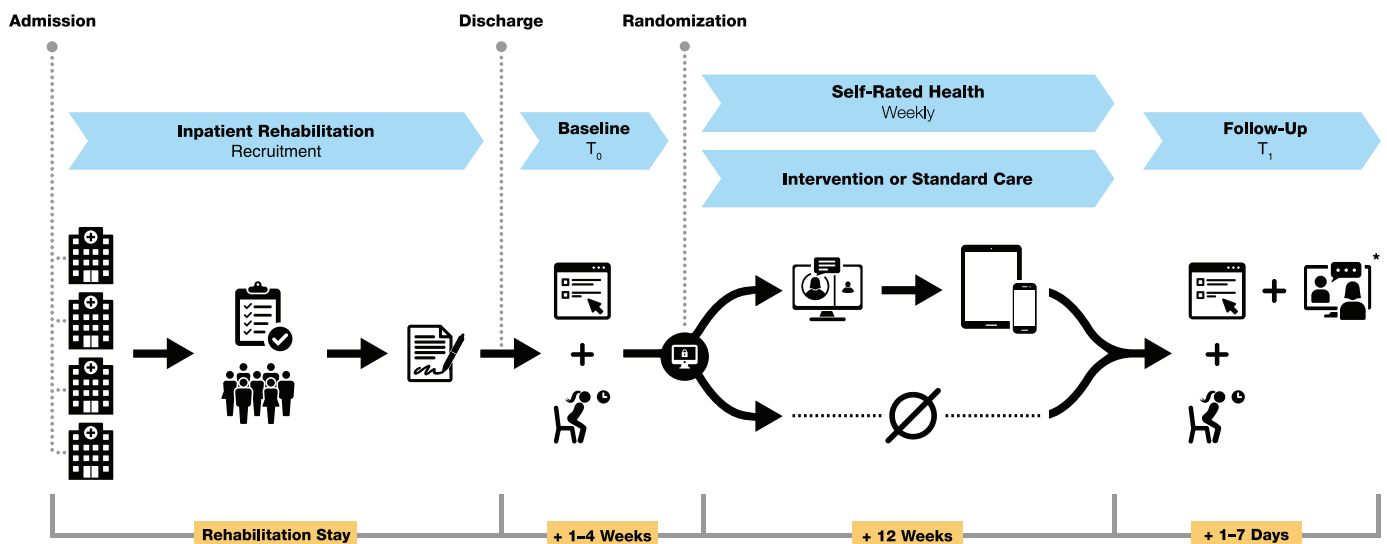 Admission
Discharge
Randomization
Inpatient Rehabilitation
Recruitment
Baseline
T0
Self-Rated Health
Weekly
Intervention or Standard Care
Follow-Up
T1
*
Rehabilitation Stay
+ 1–4 Weeks
+ 12 Weeks
+ 1–7 Days